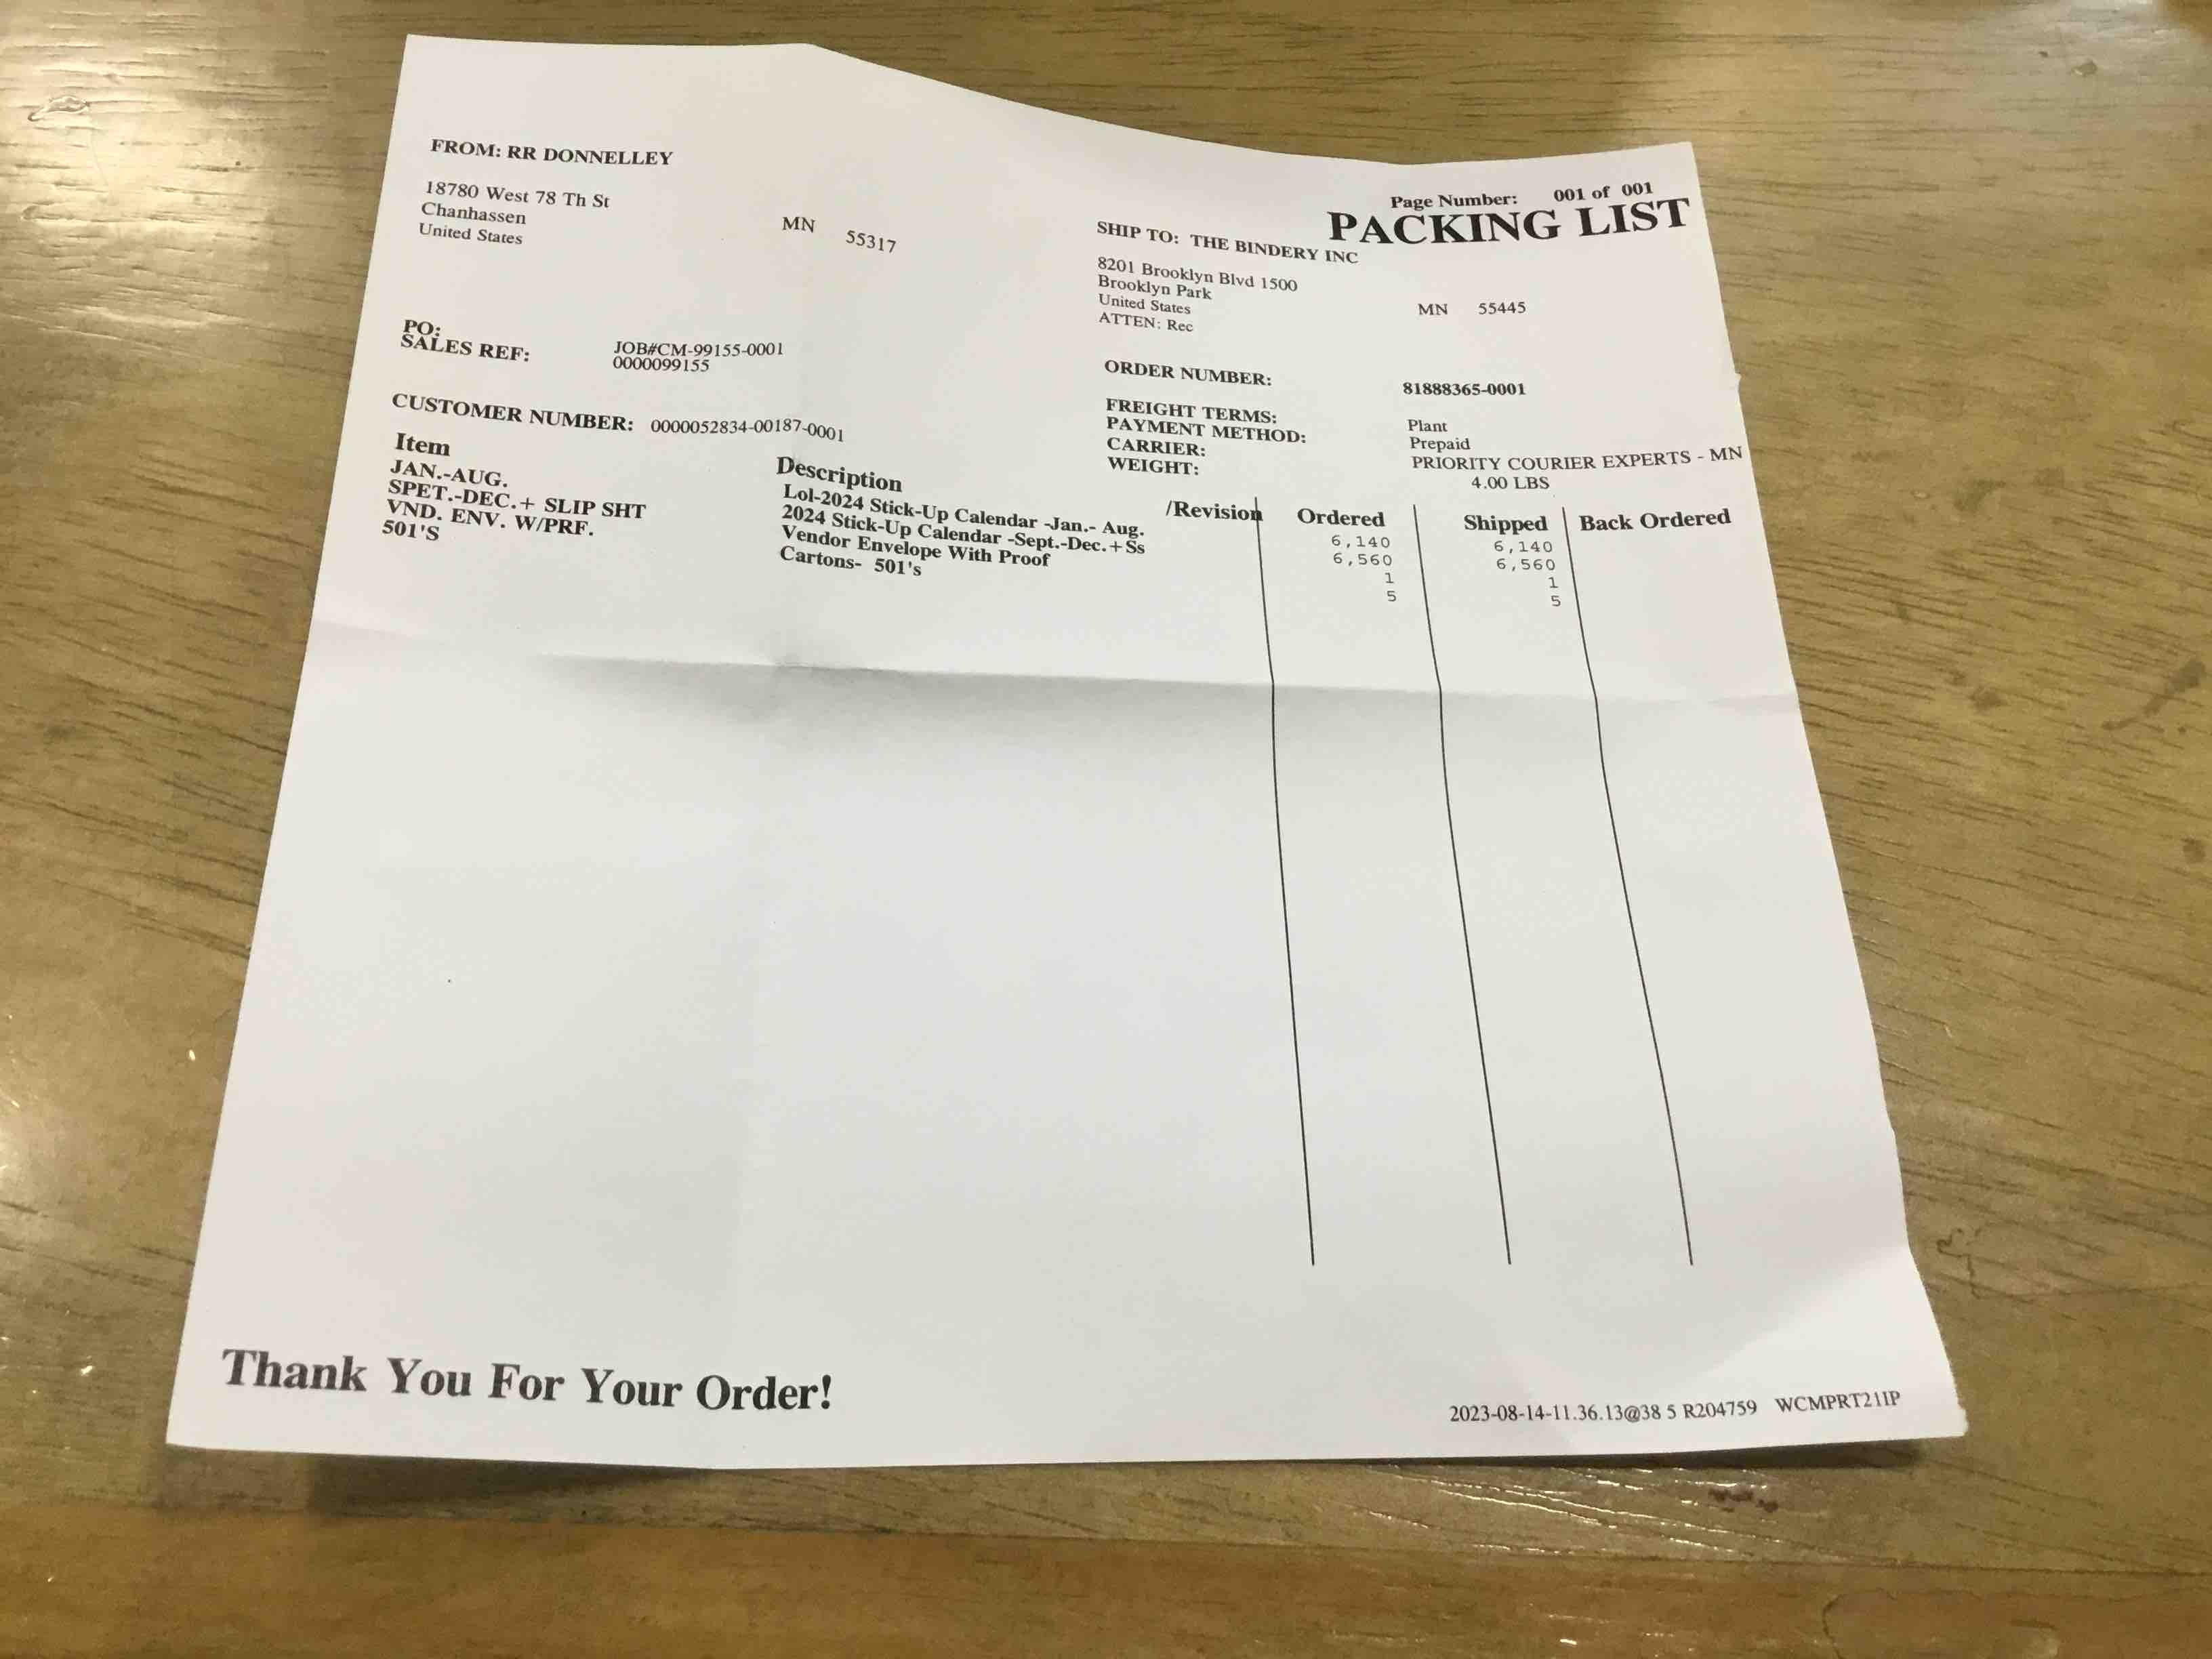 Page Number: 001 of 001
PACKING LIST
FROM: RR DONNELLEY
18780 West 78 Th St
Chanhassen MN 55317
United States
SHIP TO: THE BINDERY INC
8201 Brooklyn Blvd 1500
Brooklyn Park MN 55445
United States
ATTEN: Rec
PO: JOB#CM-99155-0001
SALES REF: 0000099155
ORDER NUMBER: 81888365-0001
CUSTOMER NUMBER: 0000052834-00187-0001
FREIGHT TERMS: Plant
PAYMENT METHOD: Prepaid
CARRIER: PRIORITY COURIER EXPERTS - MN
WEIGHT: 4.00 LBS
Item Description /Revision Ordered Shipped Back Ordered
JAN.-AUG. Lol-2024 Stick-Up Calendar -Jan.- Aug. 6,140 6,140
SPET.-DEC.+ SLIP SHT 2024 Stick-Up Calendar -Sept.-Dec.+Ss 6,560 6,560
VND. ENV. W/PRF. Vendor Envelope With Proof 1 1
501'S Cartons- 501's 5 5
Thank You For Your Order!
2023-08-14-11.36.13@38 5 R204759 WCMPRT21IP